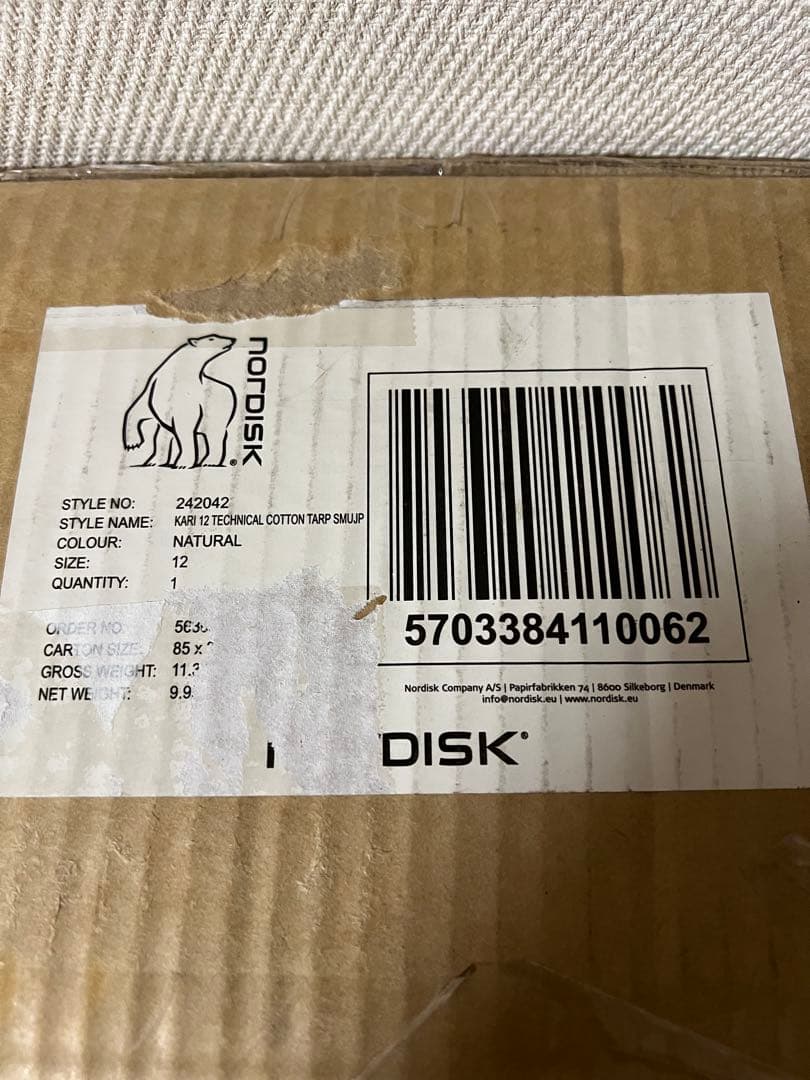 NORDISK®
STYLE NO: 242042
STYLE NAME: KARI 12 TECHNICAL COTTON TARP SMUJP
COLOUR: NATURAL
SIZE: 12
QUANTITY: 1
ORDER NO
CARTON SIZE: 85 x
GROSS WEIGHT: 11.
NET WEIGHT: 9.9
5703384110062
Nordisk Company A/S | Papirfabrikken 74 | 8600 Silkeborg | Denmark
info@nordisk.eu | www.nordisk.eu
DISK®